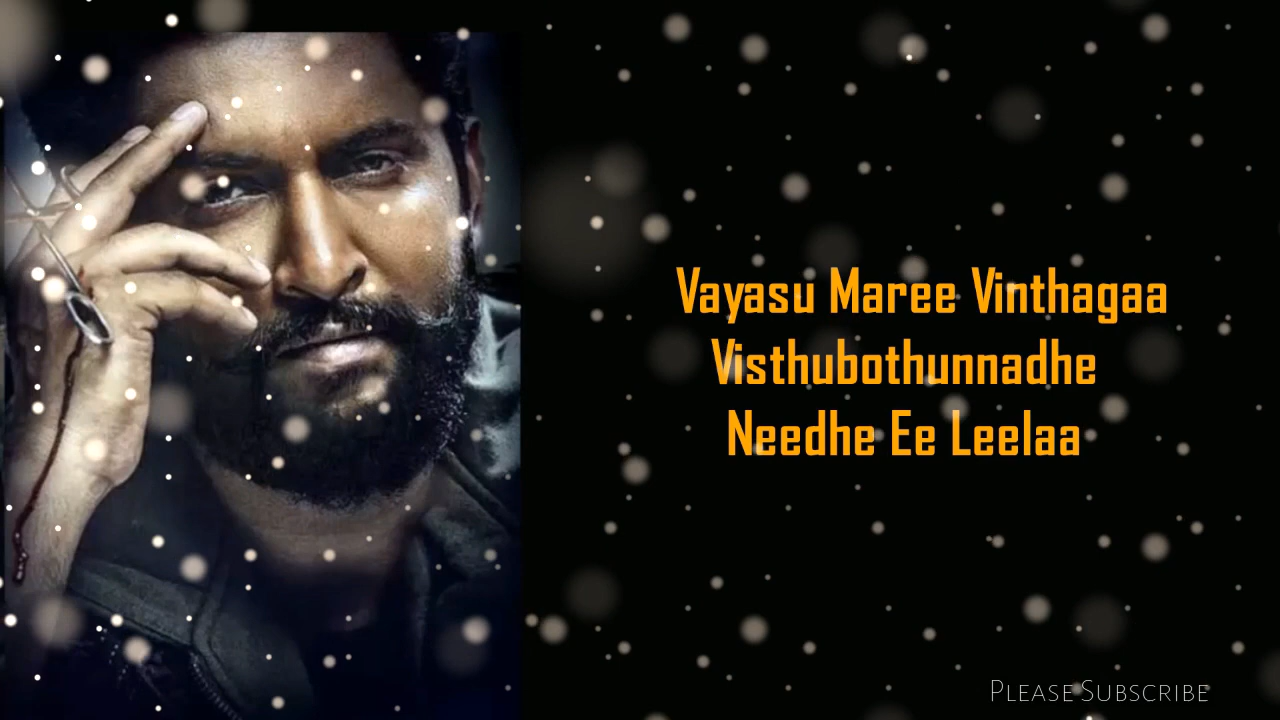 Vayasu Maree Vinthagaa
Visthubothunnadhe
Needhe Ee Leelaa
Please Subscribe